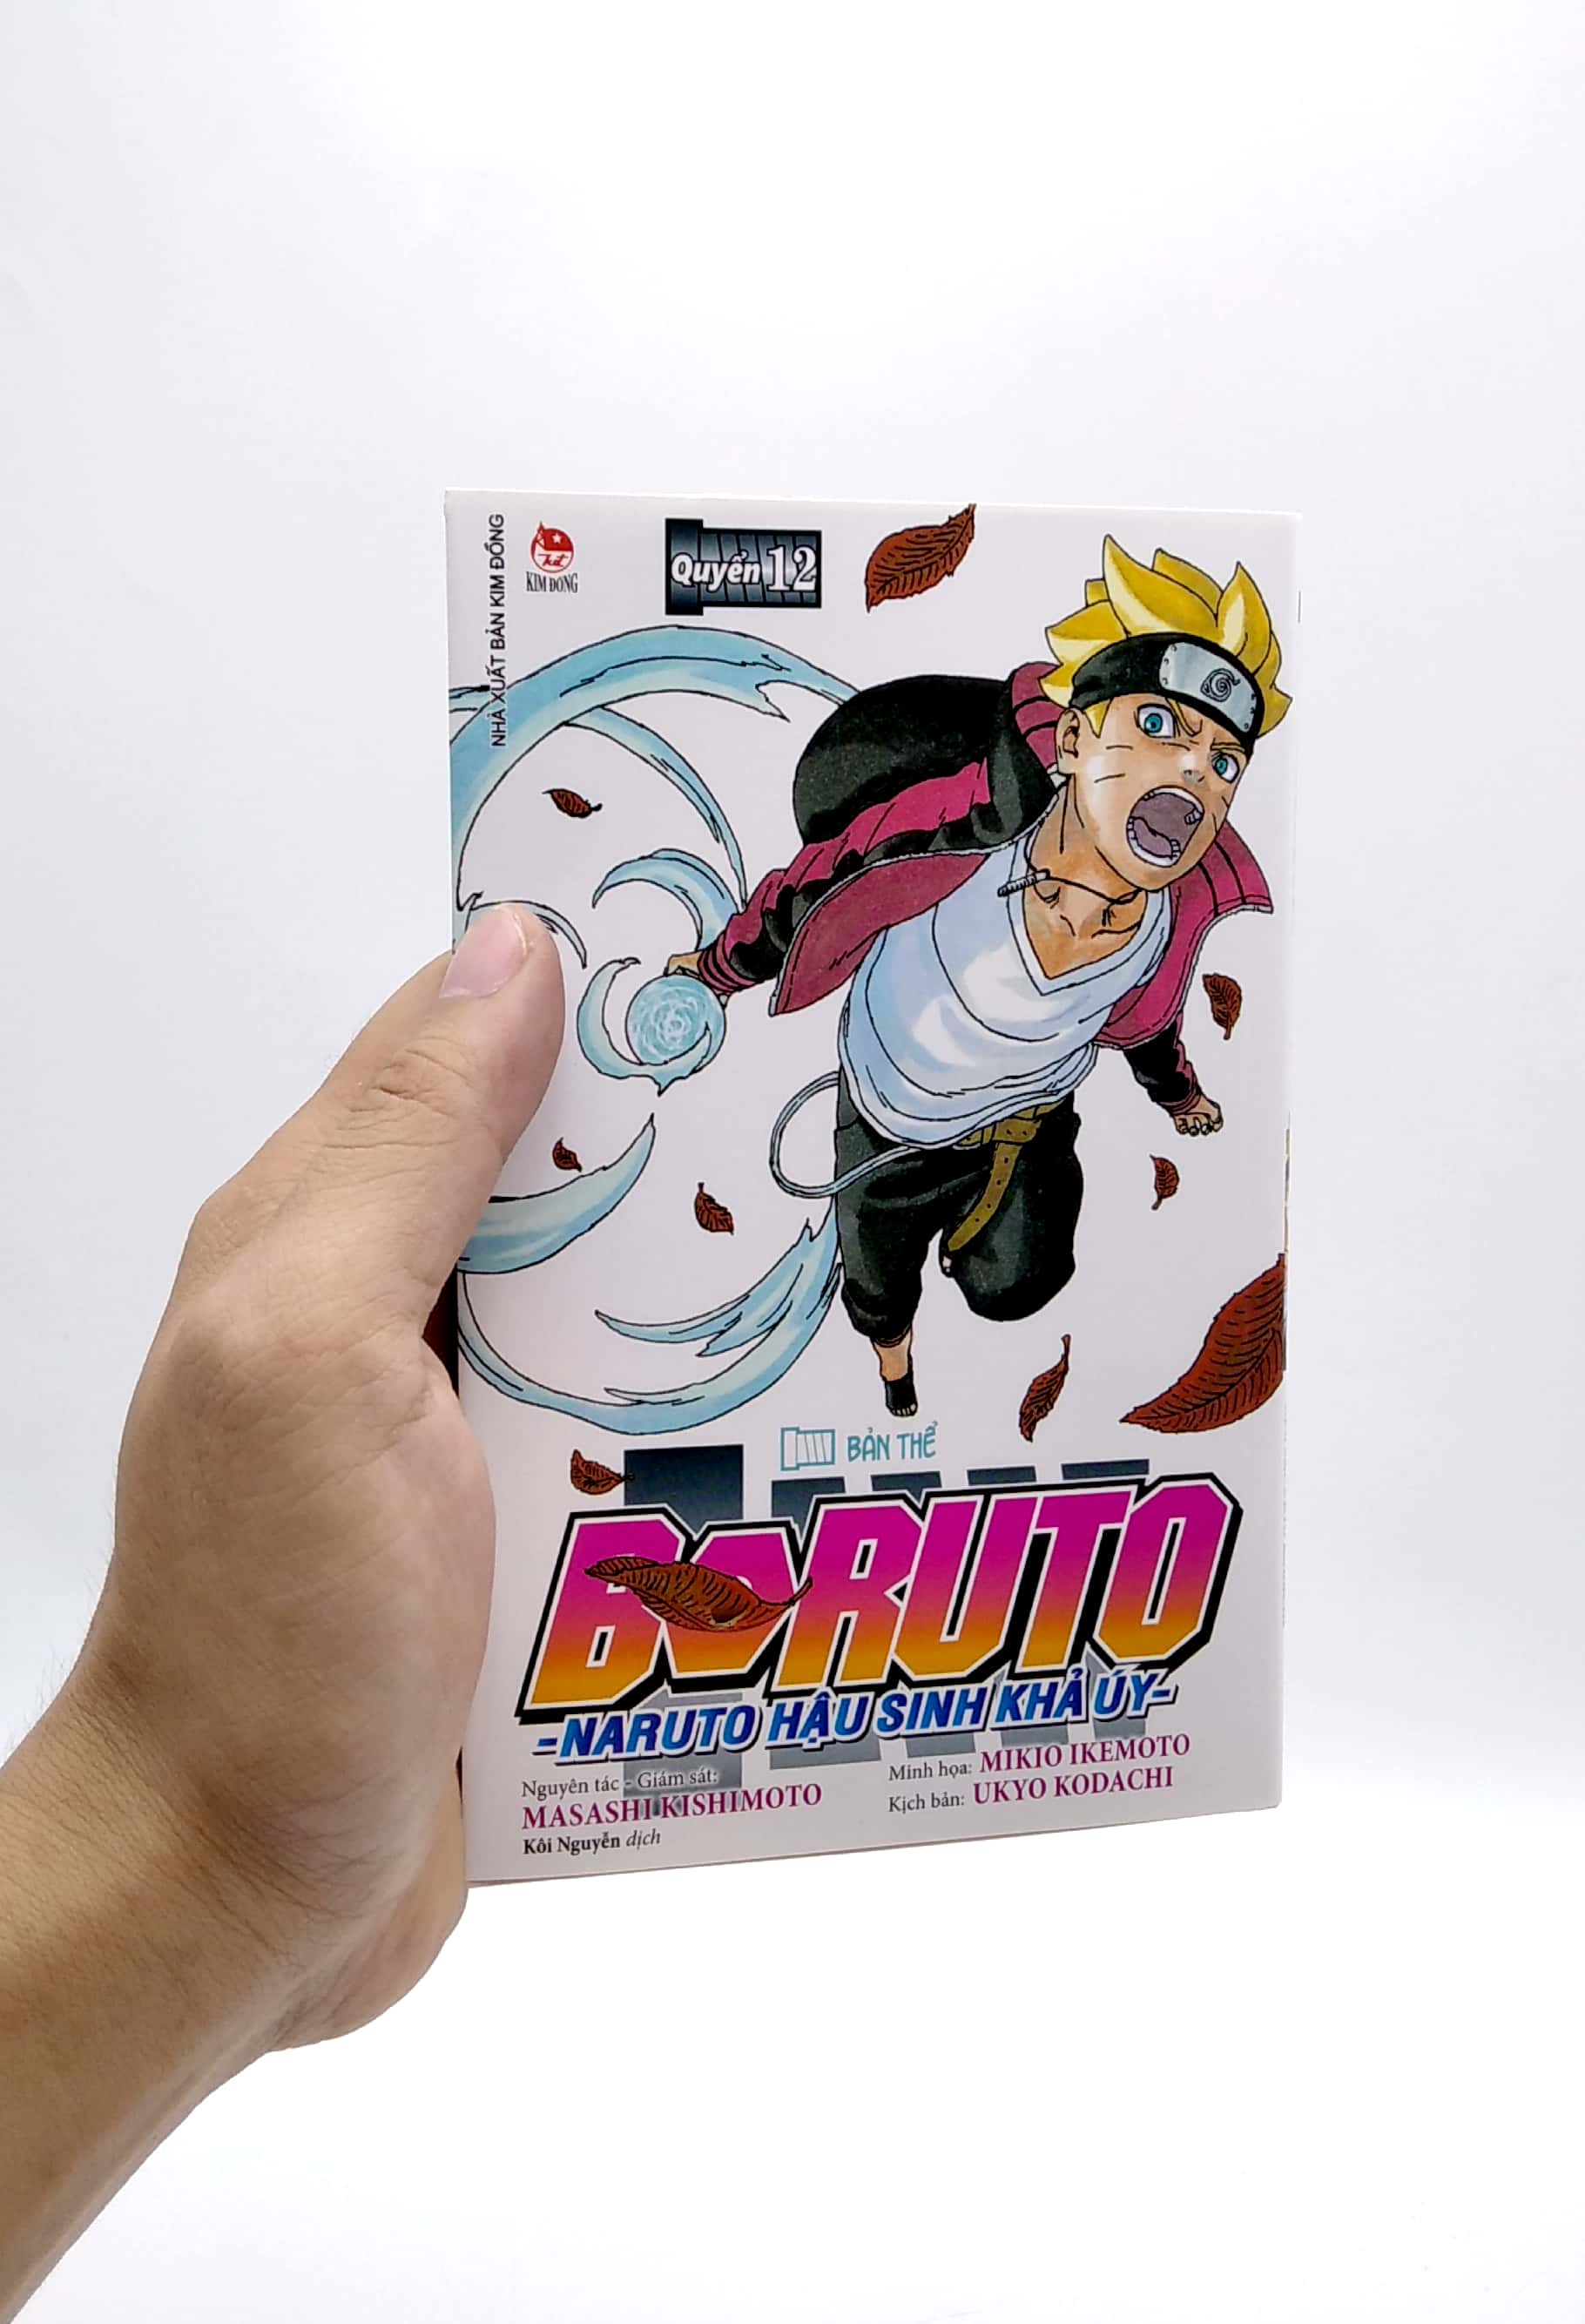 NHÀ XUẤT BẢN KIM ĐỒNG
KIM ĐỒNG
Quyển 12
BẢN THỂ
BORUTO
-NARUTO HẬU SINH KHẢ ÚY-
Nguyên tác - Giám sát:
MASASHI KISHIMOTO
Kôi Nguyễn dịch
Minh họa: MIKIO IKEMOTO
Kịch bản: UKYO KODACHI